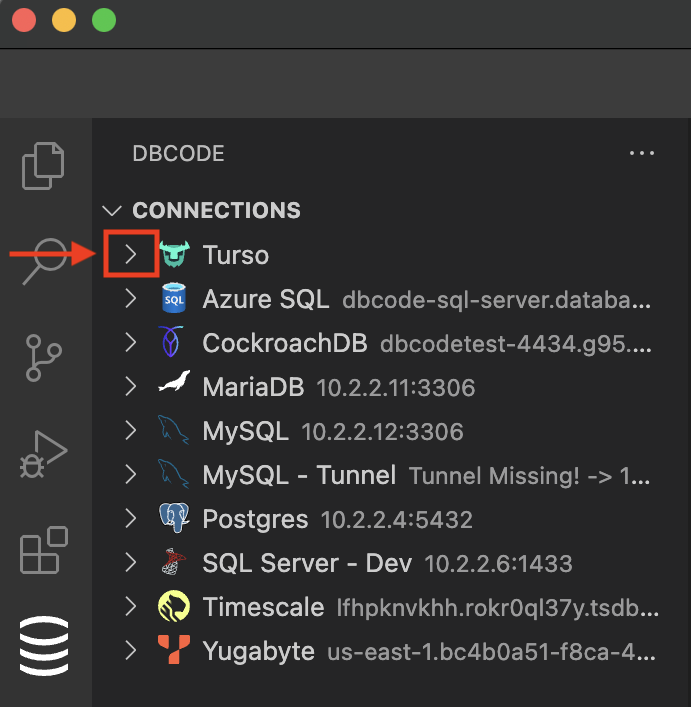 DBCODE
CONNECTIONS
Turso
SQL Azure SQL dbcode-sql-server.databa...
CockroachDB dbcodetest-4434.g95....
MariaDB 10.2.2.11:3306
MySQL 10.2.2.12:3306
MySQL - Tunnel Tunnel Missing! -> 1...
Postgres 10.2.2.4:5432
SQL Server - Dev 10.2.2.6:1433
Timescale lfhpknvkhh.rokr0ql37y.tsdb...
Yugabyte us-east-1.bc4b0a51-f8ca-4...